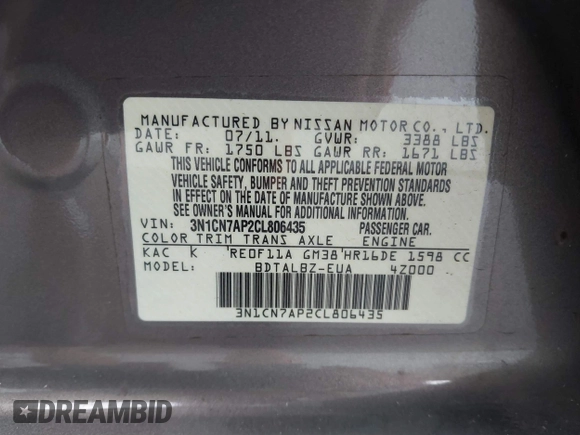 MANUFACTURED BY NISSAN MOTOR CO., LTD.
DATE: 07/11. GVWR: 3388 LBS
GAWR FR: 1750 LBS GAWR RR: 1671 LBS
THIS VEHICLE CONFORMS TO ALL APPLICABLE FEDERAL MOTOR
VEHICLE SAFETY, BUMPER AND THEFT PREVENTION STANDARDS
IN EFFECT ON THE DATE OF MANUFACTURE SHOWN ABOVE.
SEE OWNER'S MANUAL FOR ADDITIONAL INFORMATION.
VIN: 3N1CN7AP2CL806435 PASSENGER CAR.
COLOR TRIM TRANS AXLE ENGINE
KAC K RE0F11A GM38 HR16DE 1598 CC
MODEL: BDTALBZ-EUA 4Z000
3N1CN7AP2CL806435
DREAMBID